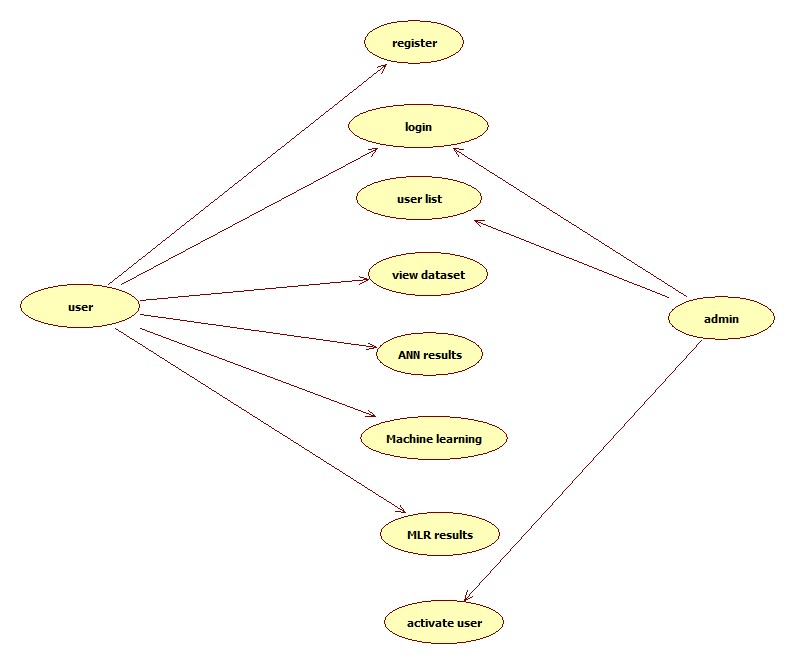 register
login
user list
view dataset
user
admin
ANN results
Machine learning
MLR results
activate user